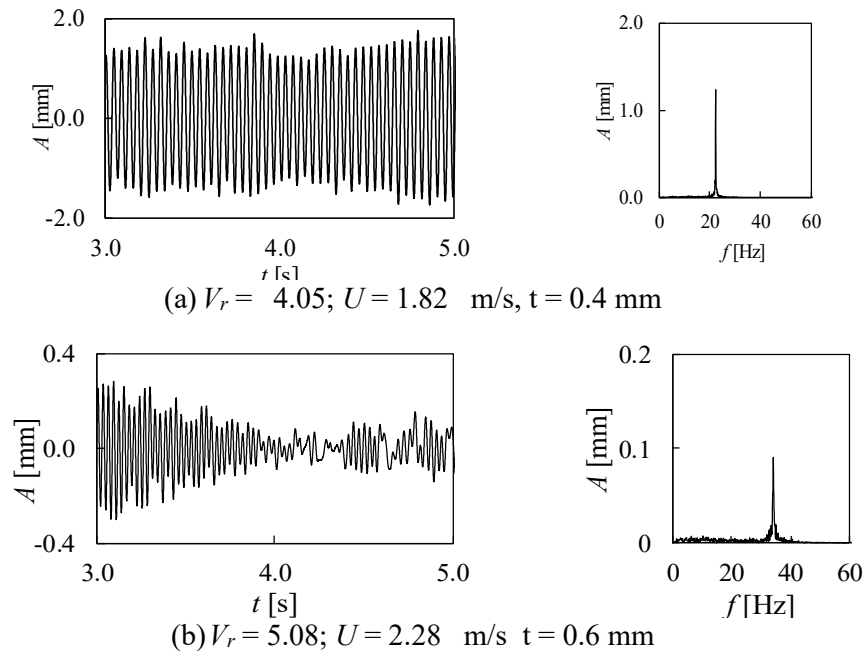 2.0
0.0
-2.0
A [mm]
3.0 4.0 5.0
t [s]
2.0
1.0
0.0
A [mm]
0 20 40 60
f [Hz]
(a) Vr = 4.05; U = 1.82 m/s, t = 0.4 mm
0.4
0.0
-0.4
A [mm]
3.0 4.0 5.0
t [s]
0.2
0.1
0
A [mm]
0 20 40 60
f [Hz]
(b) Vr = 5.08; U = 2.28 m/s t = 0.6 mm